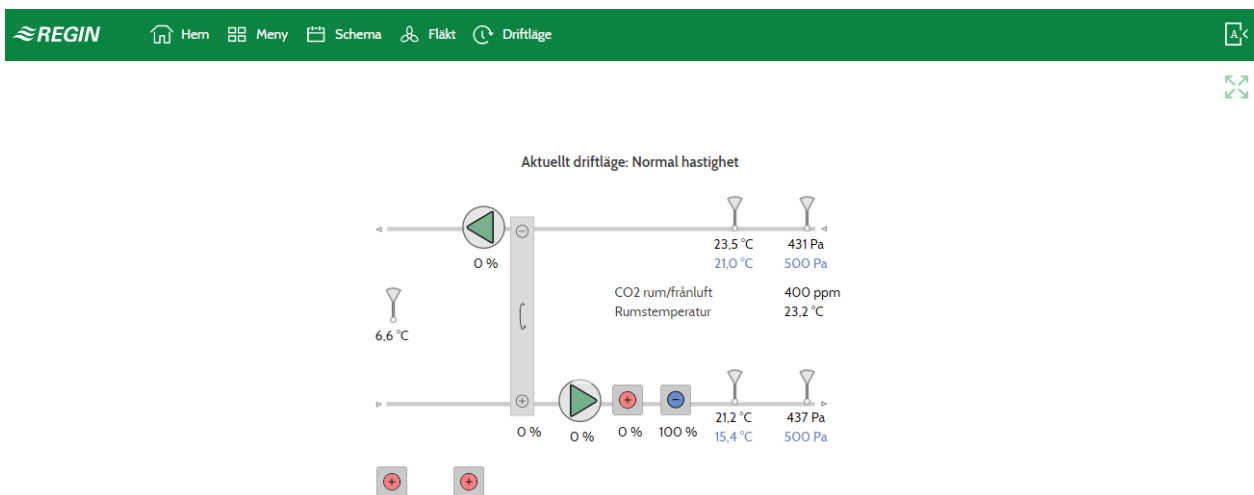 REGIN Hem Meny Schema Fläkt Driftläge A
Aktuellt driftläge: Normal hastighet
0 %
23,5 °C 431 Pa
21,0 °C 500 Pa
CO2 rum/frånluft 400 ppm
Rumstemperatur 23,2 °C
6,6 °C
0 % 0 % 0 % 100 % 21,2 °C 437 Pa
15,4 °C 500 Pa